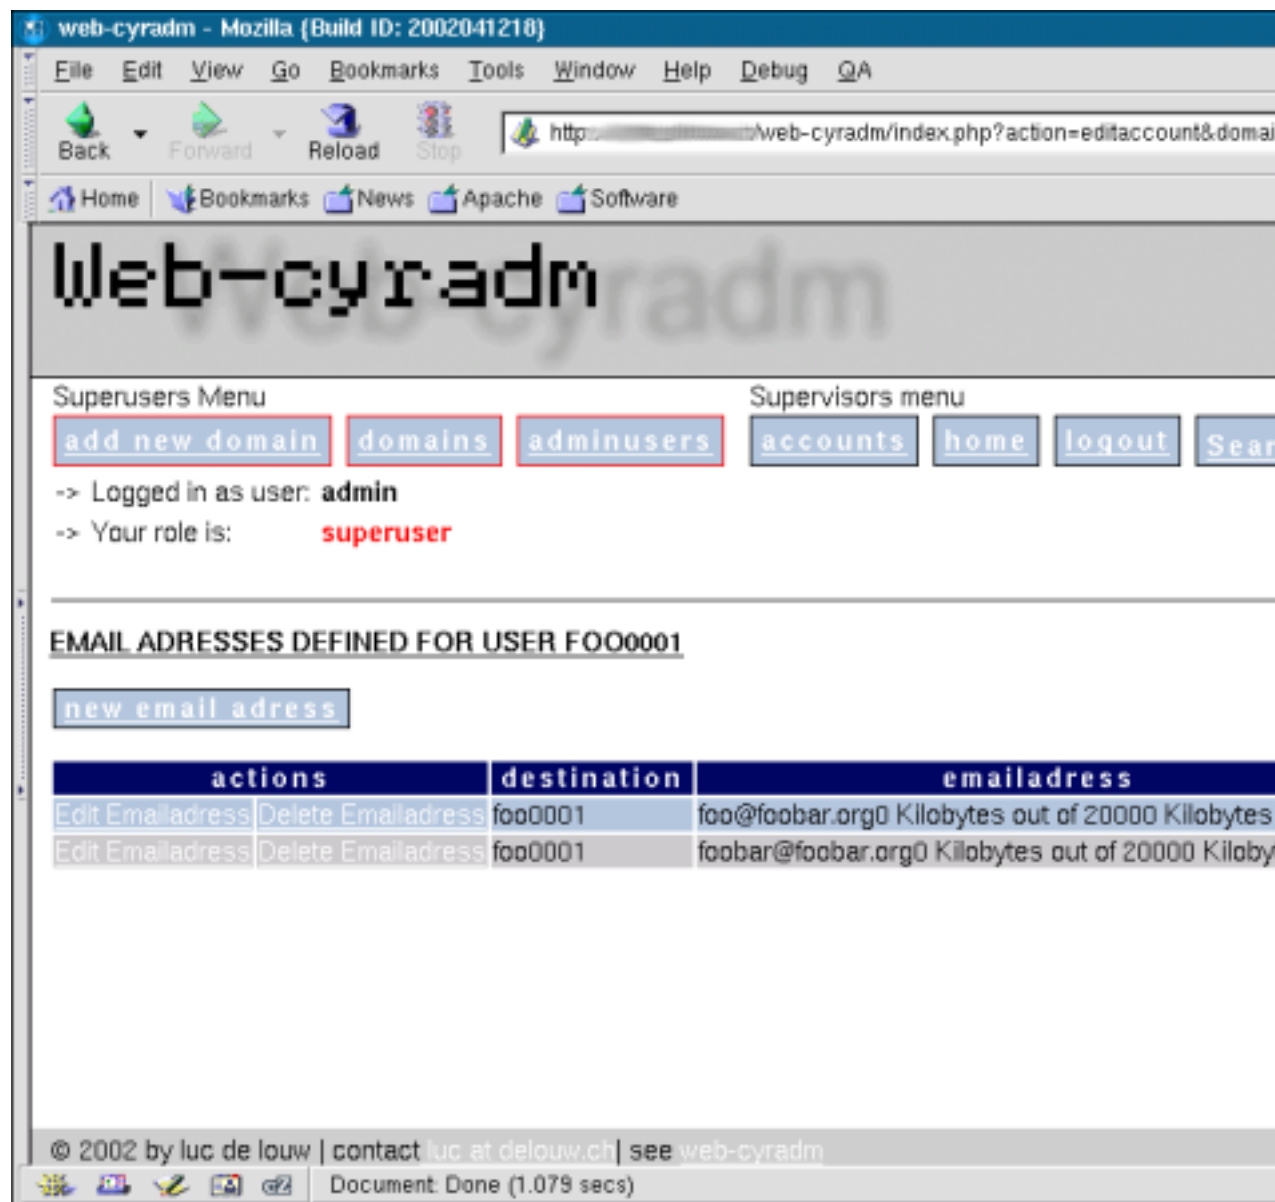 web-cyradm - Mozilla {Build ID: 2002041218}
File Edit View Go Bookmarks Tools Window Help Debug QA
Back Forward Reload Stop http: /web-cyradm/index.php?action=editaccount&domai
Home Bookmarks News Apache Software
Web-cyradm
Web-cyradm
Superusers Menu Supervisors menu
add new domain domains adminusers accounts home logout Sear
-> Logged in as user: admin
-> Your role is: superuser
EMAIL ADRESSES DEFINED FOR USER FOO0001
new email adress
actions destination emailadress
Edit Emailadress Delete Emailadress foo0001 foo@foobar.org0 Kilobytes out of 20000 Kilobytes
Edit Emailadress Delete Emailadress foo0001 foobar@foobar.org0 Kilobytes out of 20000 Kiloby
© 2002 by luc de louw | contact luc at delouw.ch| see web-cyradm
Document: Done (1.079 secs)